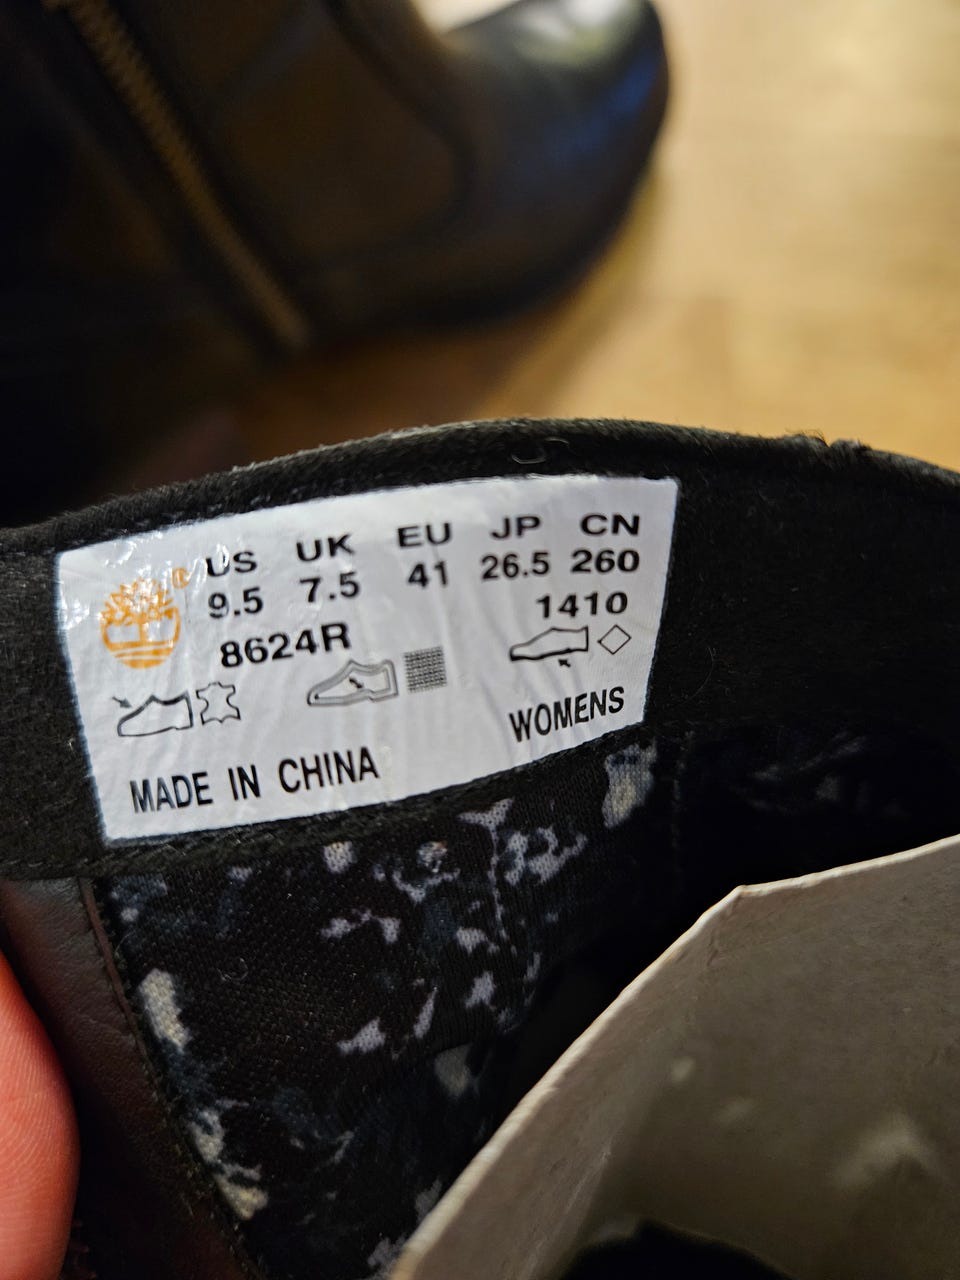 US UK EU JP CN
9.5 7.5 41 26.5 260
8624R 1410
WOMENS
MADE IN CHINA